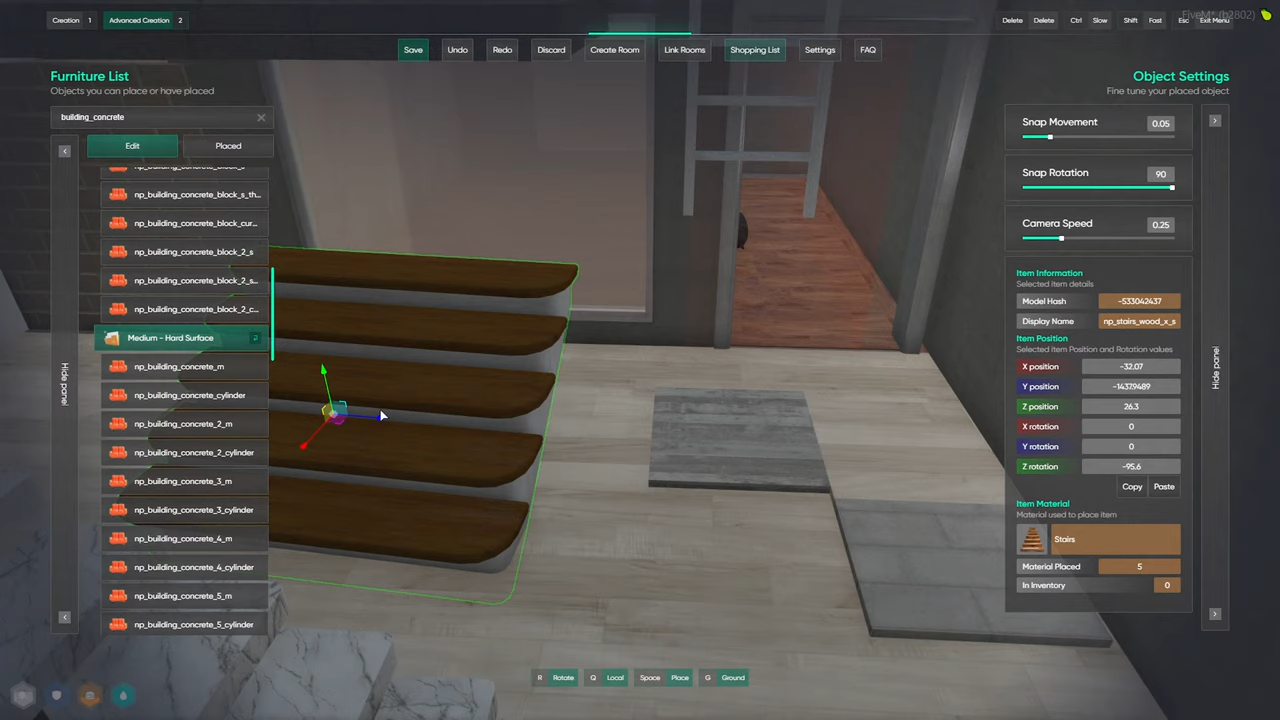 Creation 1 Advanced Creation 2
Delete Delete Ctrl Slow Shift Fast Esc Exit Menu
FiveM* (b2802)
Save Undo Redo Discard Create Room Link Rooms Shopping List Settings FAQ
Furniture List
Objects you can place or have placed
building_concrete
Edit Placed
np_building_concrete_block_s_th...
np_building_concrete_block_cur...
np_building_concrete_block_2_s
np_building_concrete_block_2_s...
np_building_concrete_block_2_c...
Medium - Hard Surface
np_building_concrete_m
np_building_concrete_cylinder
np_building_concrete_2_m
np_building_concrete_2_cylinder
np_building_concrete_3_m
np_building_concrete_3_cylinder
np_building_concrete_4_m
np_building_concrete_4_cylinder
np_building_concrete_5_m
np_building_concrete_5_cylinder
Hide panel
Object Settings
Fine tune your placed object
Snap Movement 0.05
Snap Rotation 90
Camera Speed 0.25
Item Information
Selected item details
Model Hash -533042437
Display Name np_stairs_wood_x_s
Item Position
Selected item Position and Rotation values
X position -32.07
Y position -1437.9489
Z position 26.3
X rotation 0
Y rotation 0
Z rotation -95.6
Copy Paste
Item Material
Material used to place item
Stairs
Material Placed 5
In Inventory 0
Hide panel
R Rotate Q Local Space Place G Ground